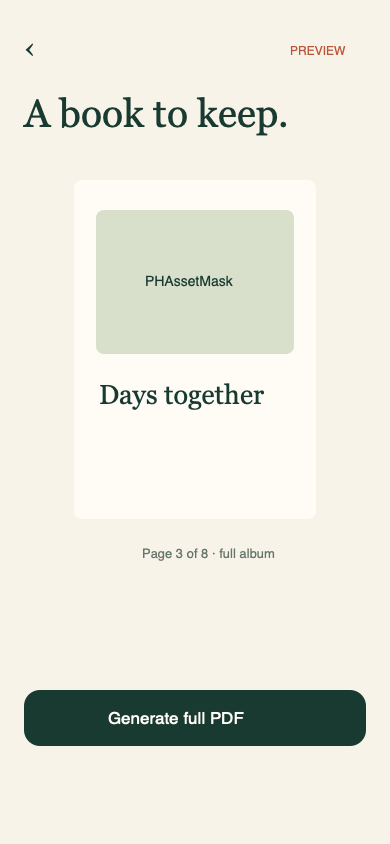 PREVIEW
A book to keep.
PHAssetMask
Days together
Page 3 of 8 · full album
Generate full PDF